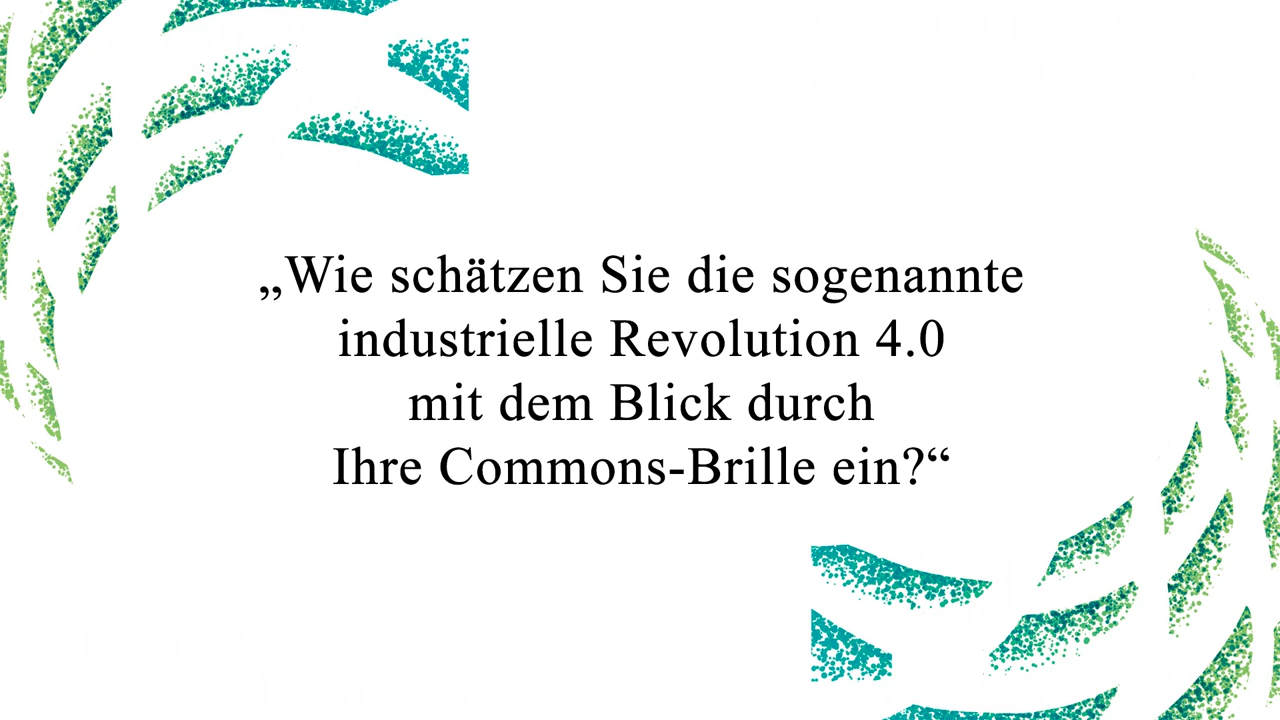 „Wie schätzen Sie die sogenannte
industrielle Revolution 4.0
mit dem Blick durch
Ihre Commons-Brille ein?“